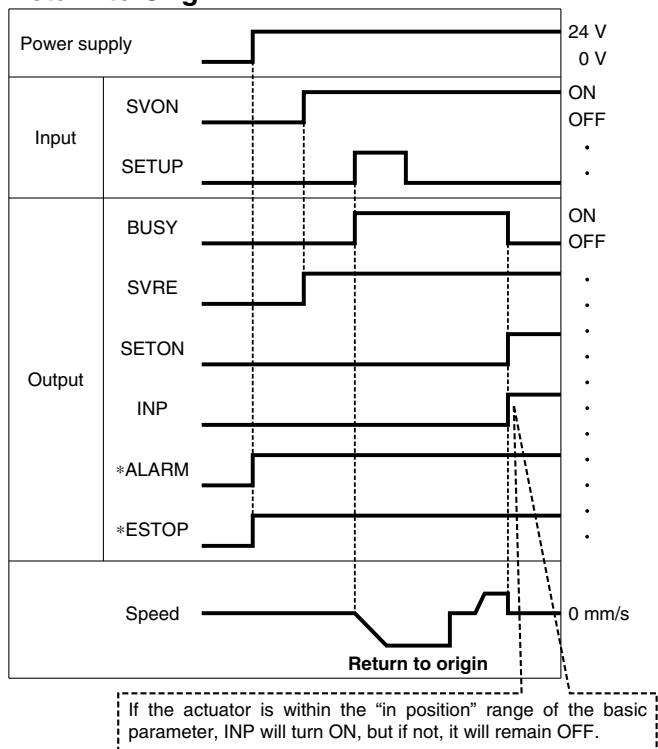 Power supply
24 V
0 V
Input
SVON
ON
OFF
SETUP
Output
BUSY
ON
OFF
SVRE
SETON
INP
*ALARM
*ESTOP
Speed
0 mm/s
Return to origin
If the actuator is within the “in position” range of the basic
parameter, INP will turn ON, but if not, it will remain OFF.